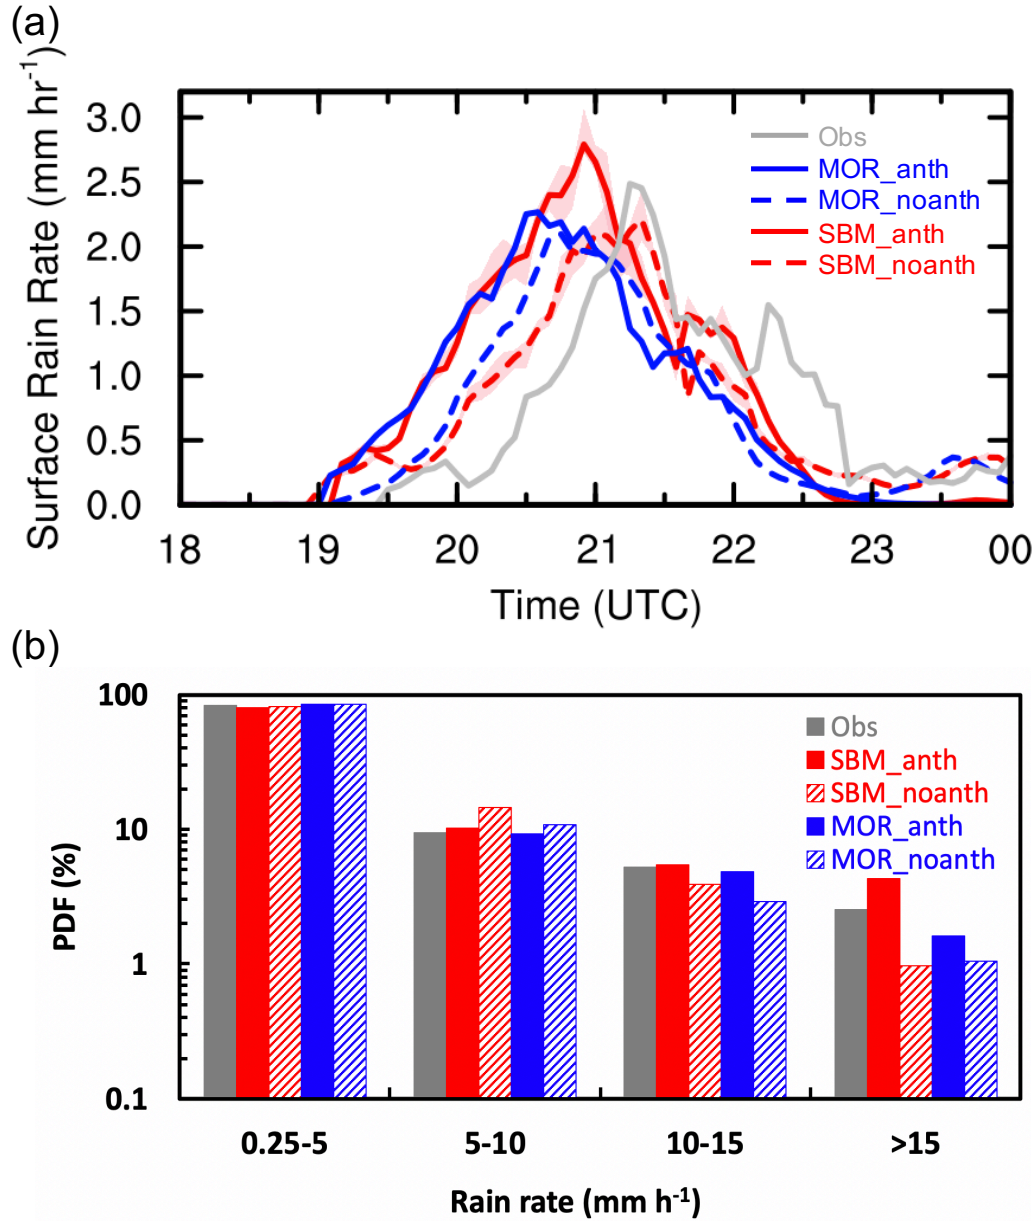 (a)
Surface Rain Rate (mm hr⁻¹)
3.0
2.5
2.0
1.5
1.0
0.5
0.0
Obs
MOR_anth
MOR_noanth
SBM_anth
SBM_noanth
18 19 20 21 22 23 00
Time (UTC)
(b)
PDF (%)
100
10
1
0.1
Obs
SBM_anth
SBM_noanth
MOR_anth
MOR_noanth
0.25-5 5-10 10-15 >15
Rain rate (mm h⁻¹)